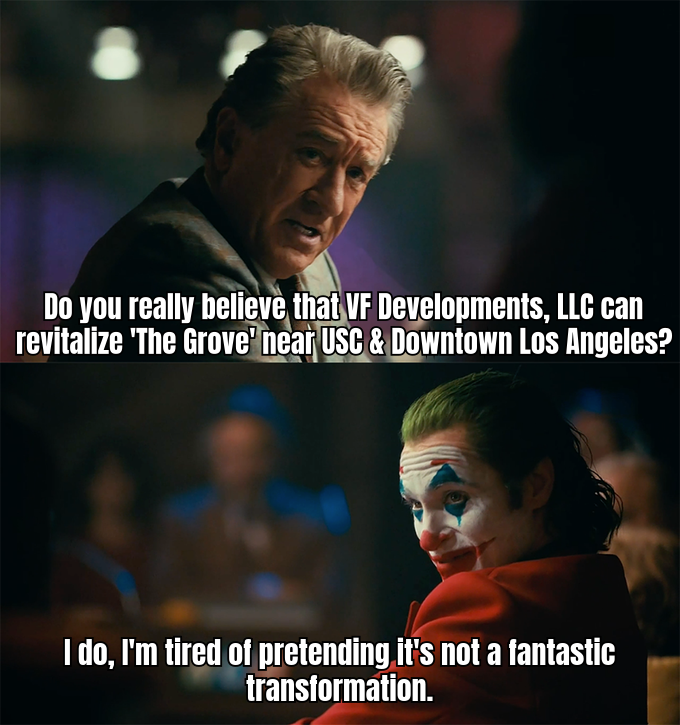 Do you really believe that VF Developments, LLC can
revitalize 'The Grove' near USC & Downtown Los Angeles?
I do, I'm tired of pretending it's not a fantastic
transformation.